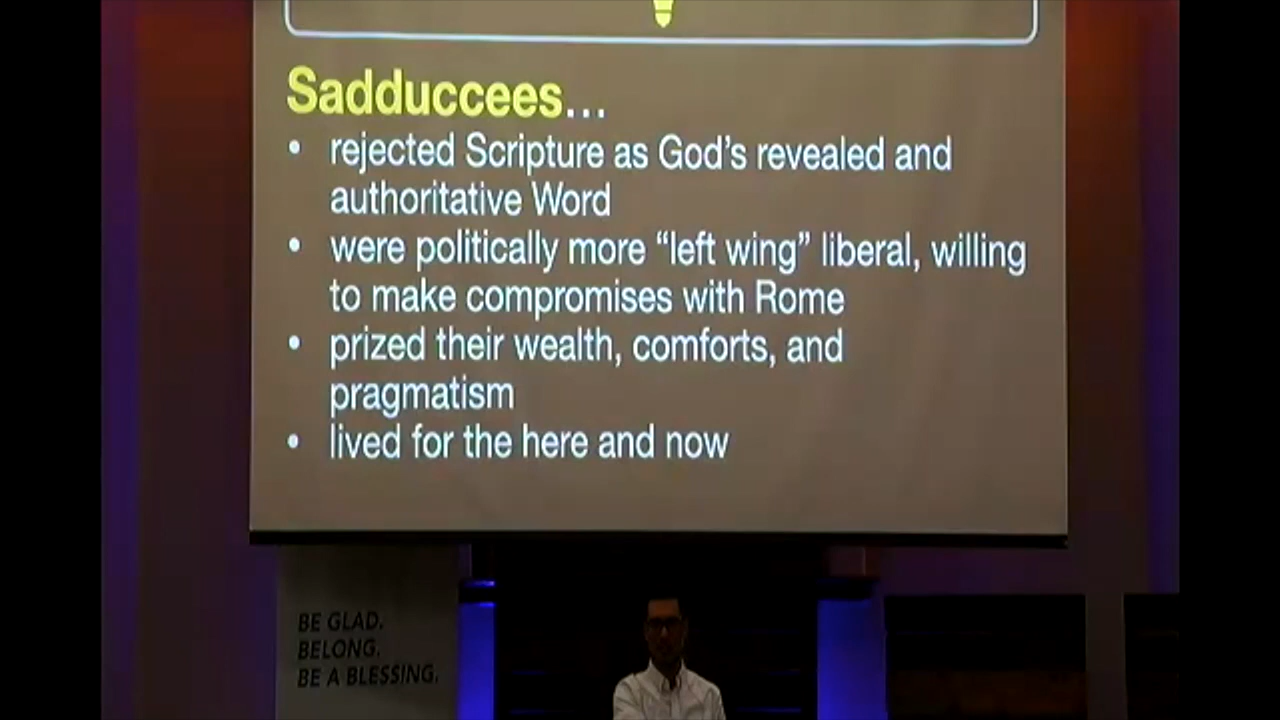 Sadduccees...
• rejected Scripture as God's revealed and
authoritative Word
• were politically more “left wing” liberal, willing
to make compromises with Rome
• prized their wealth, comforts, and
pragmatism
• lived for the here and now
BE GLAD.
BELONG.
BE A BLESSING.